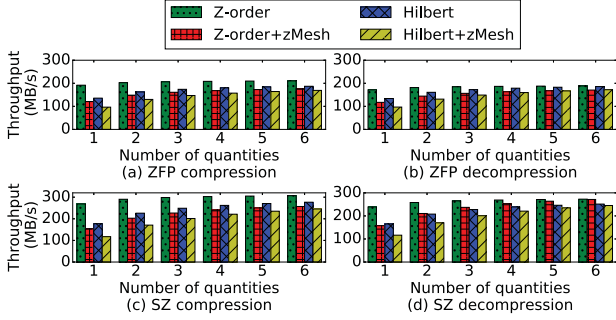 Z-order Hilbert
Z-order+zMesh Hilbert+zMesh
Throughput
(MB/s)
300
200
100
0
1 2 3 4 5 6
Number of quantities
(a) ZFP compression
300
200
100
0
1 2 3 4 5 6
Number of quantities
(b) ZFP decompression
Throughput
(MB/s)
300
200
100
0
1 2 3 4 5 6
Number of quantities
(c) SZ compression
300
200
100
0
1 2 3 4 5 6
Number of quantities
(d) SZ decompression